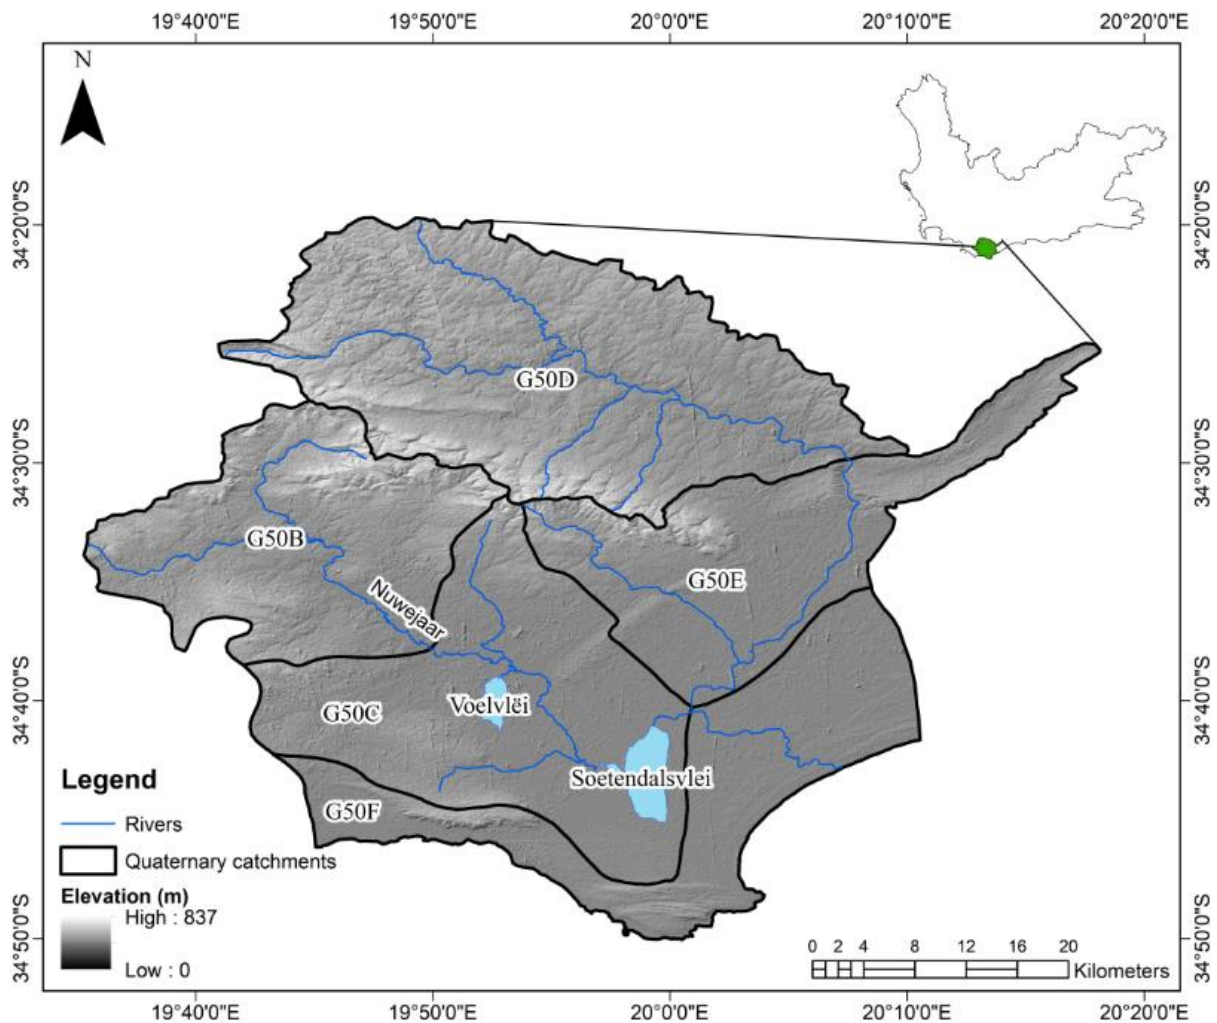 19°40'0"E 19°50'0"E 20°0'0"E 20°10'0"E 20°20'0"E
N
34°20'0"S 34°20'0"S
G50D
34°30'0"S 34°30'0"S
G50B
G50E
Nuwejaar
34°40'0"S 34°40'0"S
Voelvlëi
G50C
Soetendalsvlei
G50F
Legend
Rivers
Quaternary catchments
Elevation (m)
High : 837
Low : 0
34°50'0"S 34°50'0"S
0 2 4 8 12 16 20
Kilometers
19°40'0"E 19°50'0"E 20°0'0"E 20°10'0"E 20°20'0"E